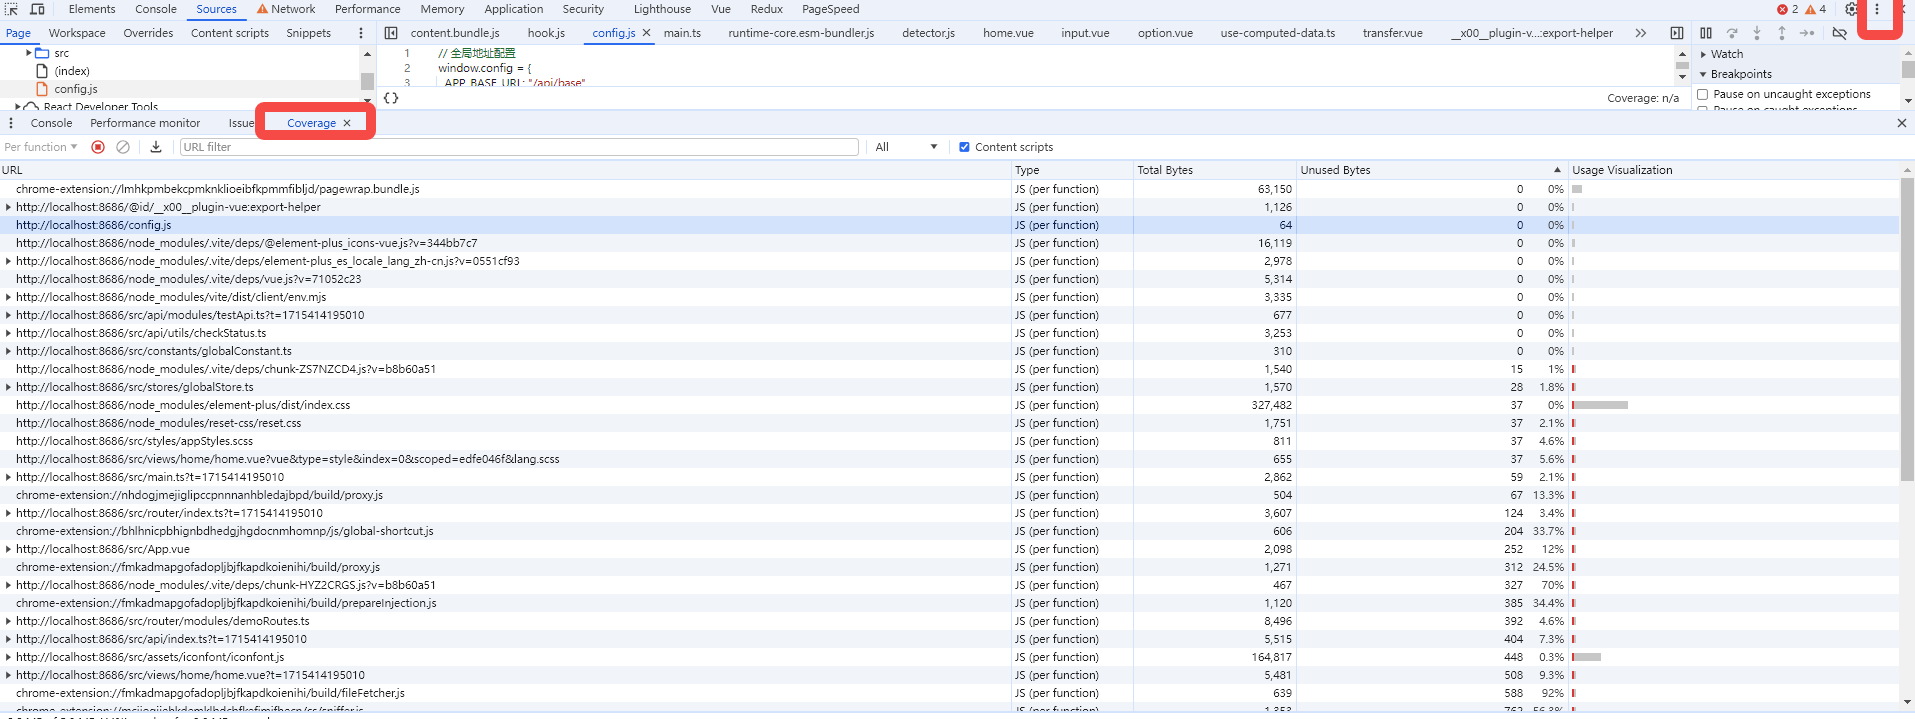 Elements Console Sources Network Performance Memory Application Security Lighthouse Vue Redux PageSpeed 2 4
Page Workspace Overrides Content scripts Snippets content.bundle.js hook.js config.js × main.ts runtime-core.esm-bundler.js detector.js home.vue input.vue option.vue use-computed-data.ts transfer.vue __x00__plugin-v...:export-helper »
src
(index)
config.js
React Developer Tools
1 // 全局地址配置
2 window.config = {
3 APP_BASE_URL: "/api/base"
{} Coverage: n/a
Watch
Breakpoints
Pause on uncaught exceptions
Pause on caught exceptions
Console Performance monitor Issue Coverage ×
Per function URL filter All Content scripts
URL Type Total Bytes Unused Bytes Usage Visualization
chrome-extension://lmhkpmbekcpmknklioeibfkpmmfibljd/pagewrap.bundle.js JS (per function) 63,150 0 0%
http://localhost:8686/@id/__x00__plugin-vue:export-helper JS (per function) 1,126 0 0%
http://localhost:8686/config.js JS (per function) 64 0 0%
http://localhost:8686/node_modules/.vite/deps/@element-plus_icons-vue.js?v=344bb7c7 JS (per function) 16,119 0 0%
http://localhost:8686/node_modules/.vite/deps/element-plus_es_locale_lang_zh-cn.js?v=0551cf93 JS (per function) 2,978 0 0%
http://localhost:8686/node_modules/.vite/deps/vue.js?v=71052c23 JS (per function) 5,314 0 0%
http://localhost:8686/node_modules/vite/dist/client/env.mjs JS (per function) 3,335 0 0%
http://localhost:8686/src/api/modules/testApi.ts?t=1715414195010 JS (per function) 677 0 0%
http://localhost:8686/src/api/utils/checkStatus.ts JS (per function) 3,253 0 0%
http://localhost:8686/src/constants/globalConstant.ts JS (per function) 310 0 0%
http://localhost:8686/node_modules/.vite/deps/chunk-ZS7NZCD4.js?v=b8b60a51 JS (per function) 1,540 15 1%
http://localhost:8686/src/stores/globalStore.ts JS (per function) 1,570 28 1.8%
http://localhost:8686/node_modules/element-plus/dist/index.css JS (per function) 327,482 37 0%
http://localhost:8686/node_modules/reset-css/reset.css JS (per function) 1,751 37 2.1%
http://localhost:8686/src/styles/appStyles.scss JS (per function) 811 37 4.6%
http://localhost:8686/src/views/home/home.vue?vue&type=style&index=0&scoped=edfe046f&lang.scss JS (per function) 655 37 5.6%
http://localhost:8686/src/main.ts?t=1715414195010 JS (per function) 2,862 59 2.1%
chrome-extension://nhdogjmejiglipccpnnnanhbledajbpd/build/proxy.js JS (per function) 504 67 13.3%
http://localhost:8686/src/router/index.ts?t=1715414195010 JS (per function) 3,607 124 3.4%
chrome-extension://bhlhnicpbhignbdhedgjhgdocnmhomnp/js/global-shortcut.js JS (per function) 606 204 33.7%
http://localhost:8686/src/App.vue JS (per function) 2,098 252 12%
chrome-extension://fmkadmapgofadopljbjfkapdkoienihi/build/proxy.js JS (per function) 1,271 312 24.5%
http://localhost:8686/node_modules/.vite/deps/chunk-HYZ2CRGS.js?v=b8b60a51 JS (per function) 467 327 70%
chrome-extension://fmkadmapgofadopljbjfkapdkoienihi/build/prepareInjection.js JS (per function) 1,120 385 34.4%
http://localhost:8686/src/router/modules/demoRoutes.ts JS (per function) 8,496 392 4.6%
http://localhost:8686/src/api/index.ts?t=1715414195010 JS (per function) 5,515 404 7.3%
http://localhost:8686/src/assets/iconfont/iconfont.js JS (per function) 164,817 448 0.3%
http://localhost:8686/src/views/home/home.vue?t=1715414195010 JS (per function) 5,481 508 9.3%
chrome-extension://fmkadmapgofadopljbjfkapdkoienihi/build/fileFetcher.js JS (per function) 639 588 92%
JS (per function) 1,353 762 56.3%